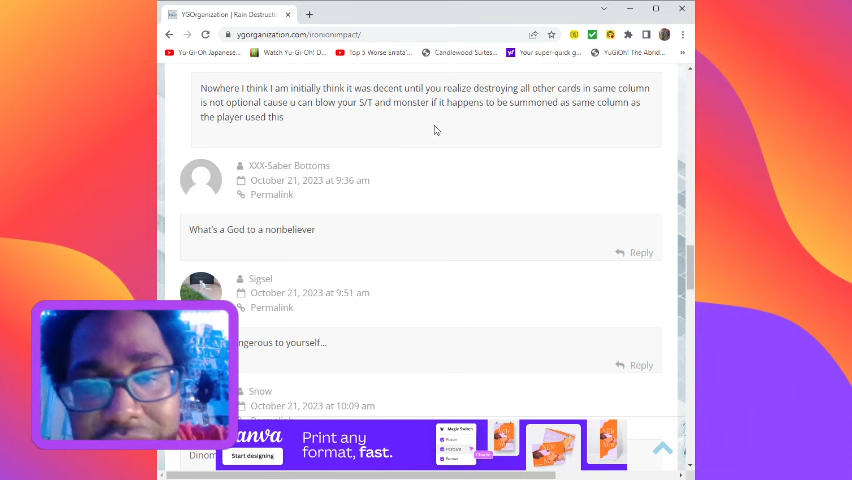 YGOrganization | Rain Destructi
ygorganization.com/ironionimpact/
Yu-Gi-Oh Japanese... Watch Yu-Gi-Oh! D... Top 5 Worse Errata'... Candlewood Suites... Your super-quick g... YuGiOh! The Abrid...
Nowhere I think I am initially think it was decent until you realize destroying all other cards in same column
is not optional cause u can blow your S/T and monster if it happens to be summoned as same column as
the player used this
XXX-Saber Bottoms
October 21, 2023 at 9:36 am
Permalink
What's a God to a nonbeliever
Reply
Sigsel
October 21, 2023 at 9:51 am
Permalink
ngerous to yourself...
Reply
Snow
October 21, 2023 at 10:09 am
Dinom
anva
Start designing
Print any
format, fast.
Magic Switch